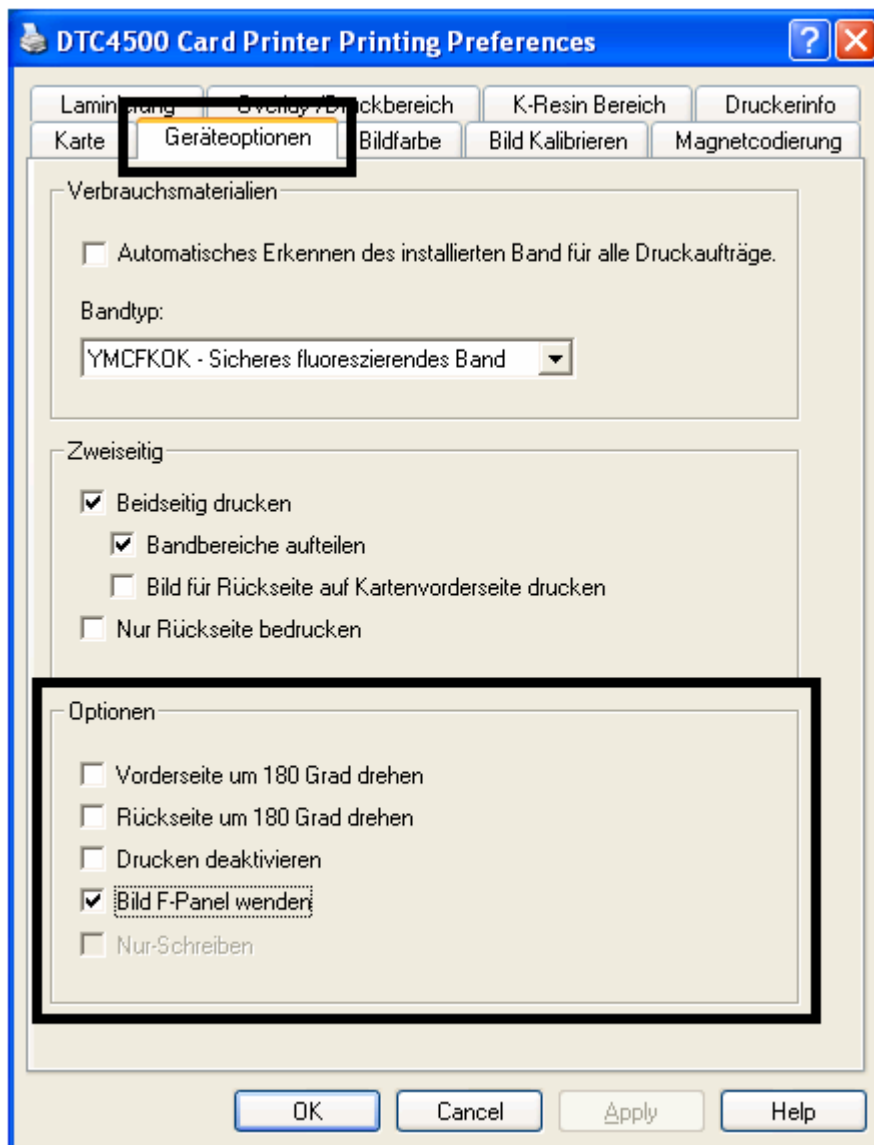 DTC4500 Card Printer Printing Preferences
Laminierung Overlay /Druckbereich K-Resin Bereich Druckerinfo
Karte Geräteoptionen Bildfarbe Bild Kalibrieren Magnetcodierung
Verbrauchsmaterialien
Automatisches Erkennen des installierten Band für alle Druckaufträge.
Bandtyp:
YMCFKOK - Sicheres fluoreszierendes Band
Zweiseitig
Beidseitig drucken
Bandbereiche aufteilen
Bild für Rückseite auf Kartenvorderseite drucken
Nur Rückseite bedrucken
Optionen
Vorderseite um 180 Grad drehen
Rückseite um 180 Grad drehen
Drucken deaktivieren
Bild F-Panel wenden
Nur-Schreiben
OK Cancel Apply Help